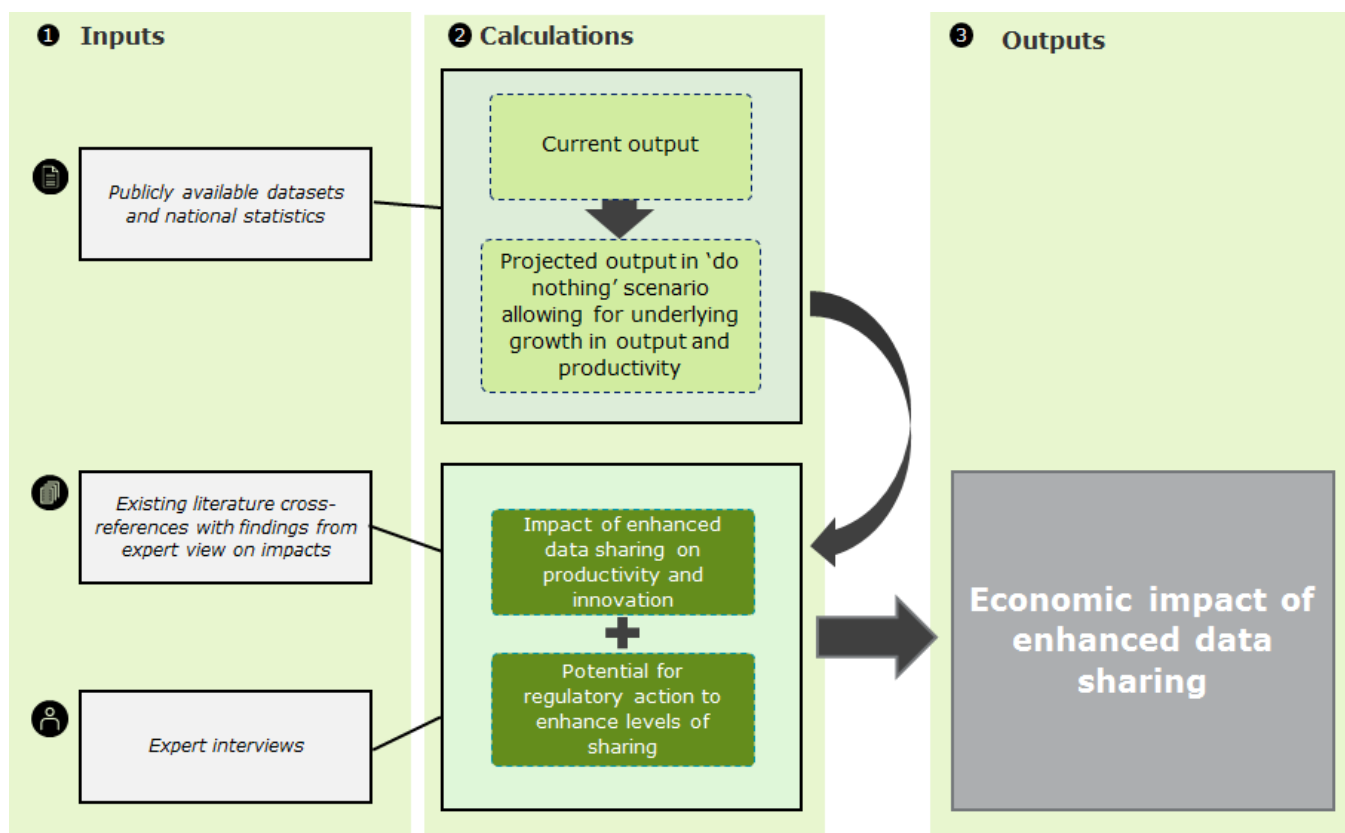 1 Inputs
Publicly available datasets
and national statistics
Existing literature cross-
references with findings from
expert view on impacts
Expert interviews
2 Calculations
Current output
Projected output in ‘do
nothing’ scenario
allowing for underlying
growth in output and
productivity
Impact of enhanced
data sharing on
productivity and
innovation
+
Potential for
regulatory action to
enhance levels of
sharing
3 Outputs
Economic impact of
enhanced data
sharing